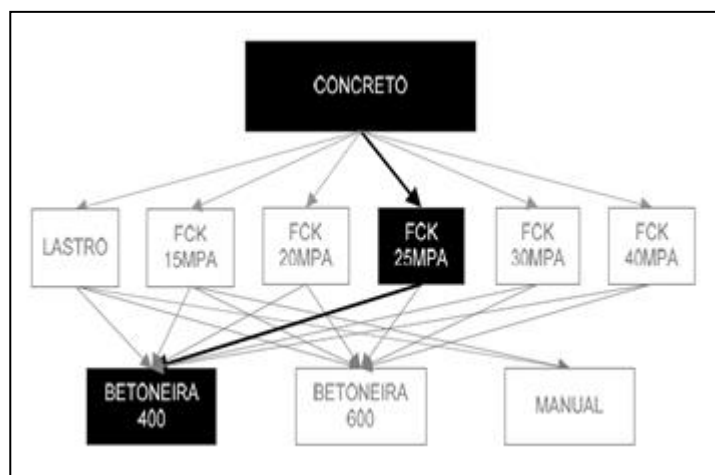 CONCRETO
LASTRO
FCK
15MPA
FCK
20MPA
FCK
25MPA
FCK
30MPA
FCK
40MPA
BETONEIRA
400
BETONEIRA
600
MANUAL